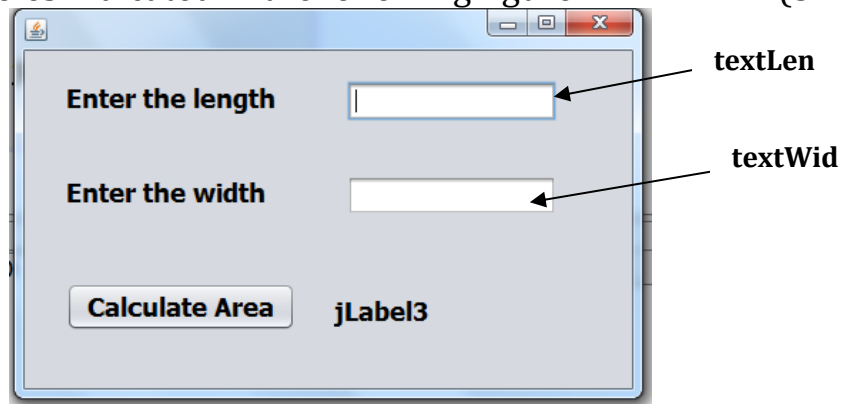 textLen
Enter the length
textWid
Enter the width
Calculate Area
jLabel3